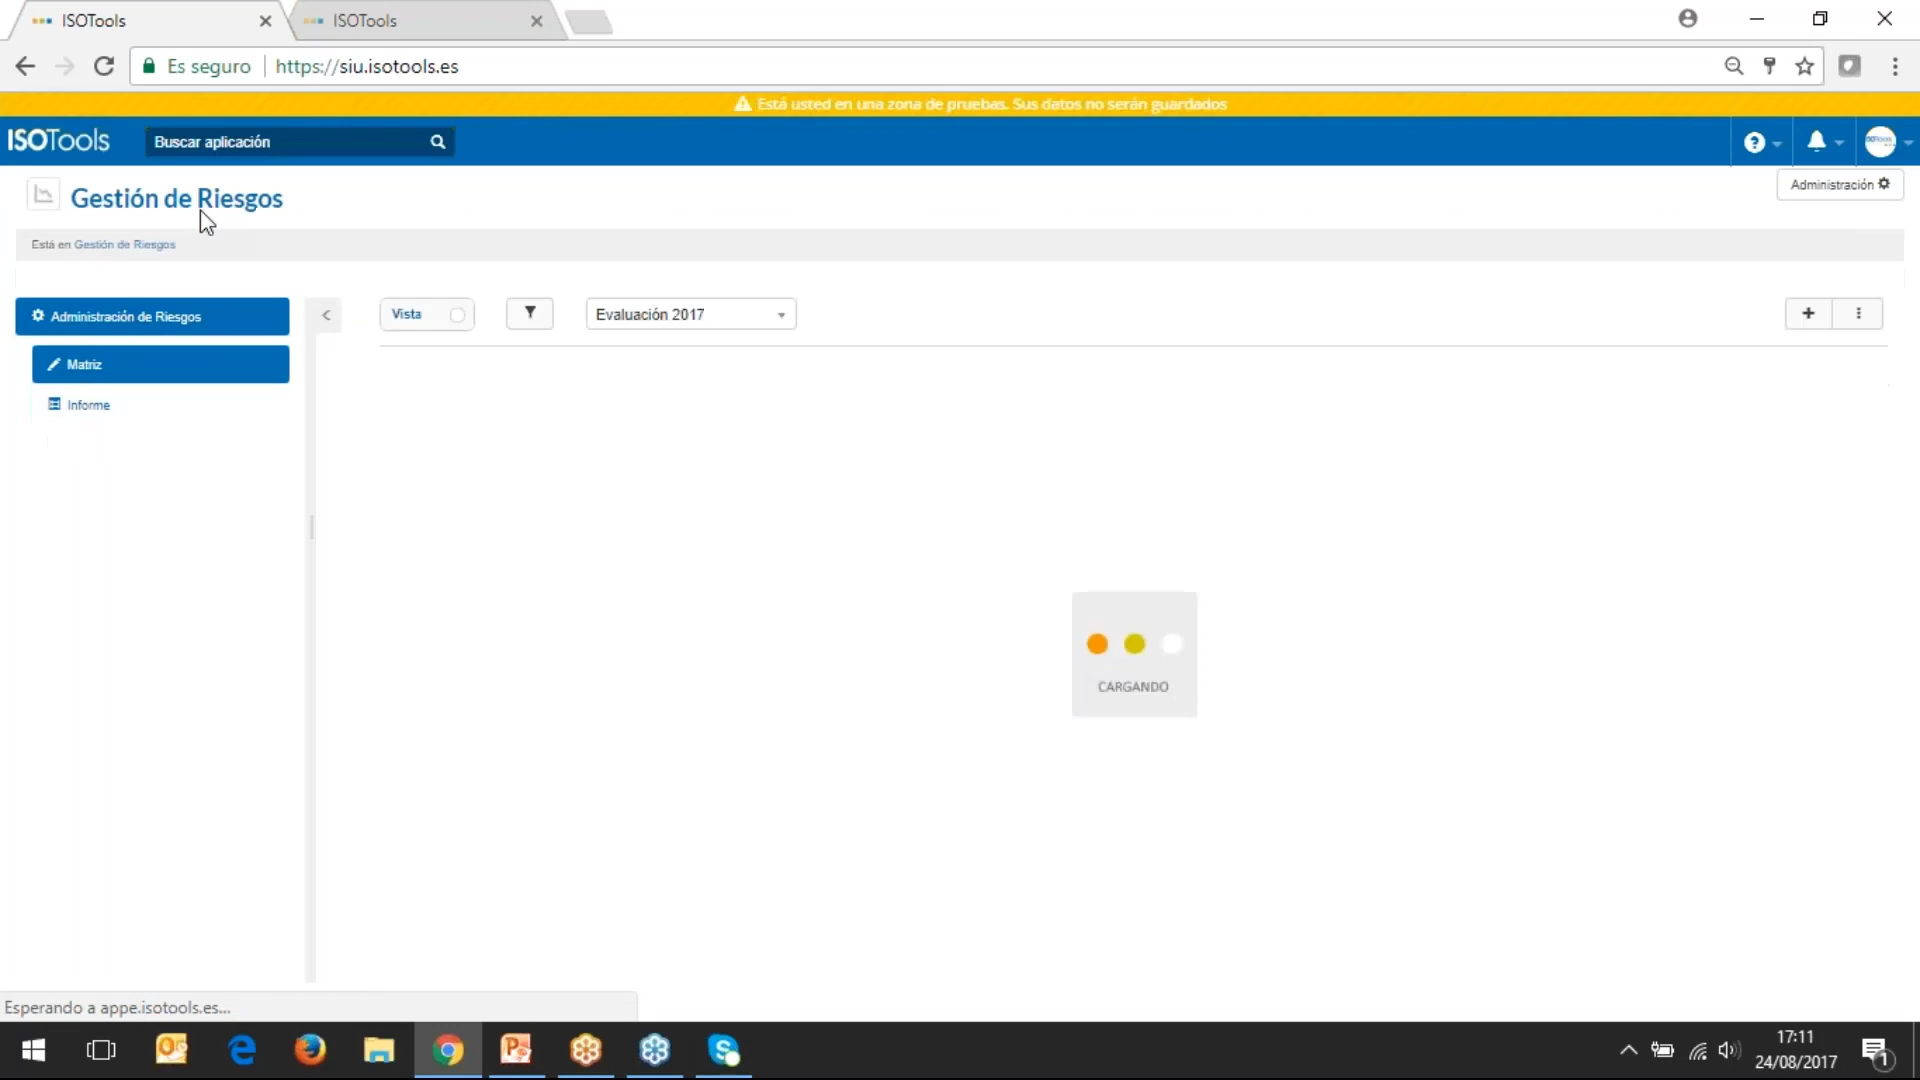 ISOTools
ISOTools
Es seguro https://siu.isotools.es
Está usted en una zona de pruebas. Sus datos no serán guardados
ISOTools
Buscar aplicación
Gestión de Riesgos
Administración
Está en Gestión de Riesgos
Administración de Riesgos
Vista
Evaluación 2017
Matriz
Informe
CARGANDO
Esperando a appe.isotools.es...
17:11
24/08/2017
1